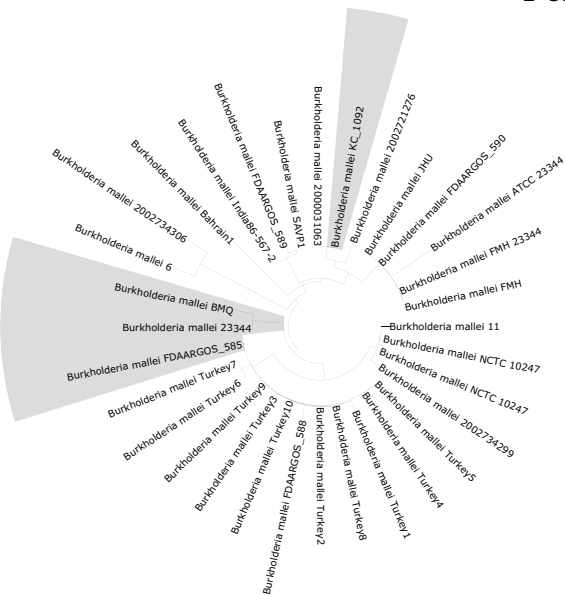 Burkholderia mallei KC_1092
Burkholderia mallei 2002721276
Burkholderia mallei JHU
Burkholderia mallei FDAARGOS_590
Burkholderia mallei ATCC 23344
Burkholderia mallei FMH 23344
Burkholderia mallei FMH
Burkholderia mallei 11
Burkholderia mallei NCTC 10247
Burkholderia mallei NCTC 10247
Burkholderia mallei 2002734299
Burkholderia mallei Turkey5
Burkholderia mallei Turkey4
Burkholderia mallei Turkey1
Burkholderia mallei Turkey8
Burkholderia mallei Turkey2
Burkholderia mallei FDAARGOS_588
Burkholderia mallei Turkey10
Burkholderia mallei Turkey3
Burkholderia mallei Turkey9
Burkholderia mallei Turkey6
Burkholderia mallei Turkey7
Burkholderia mallei FDAARGOS_585
Burkholderia mallei 23344
Burkholderia mallei BMQ
Burkholderia mallei 6
Burkholderia mallei 2002734306
Burkholderia mallei Bahrain1
Burkholderia mallei India86-567-2
Burkholderia mallei FDAARGOS_589
Burkholderia mallei SAVP1
Burkholderia mallei 2000031063